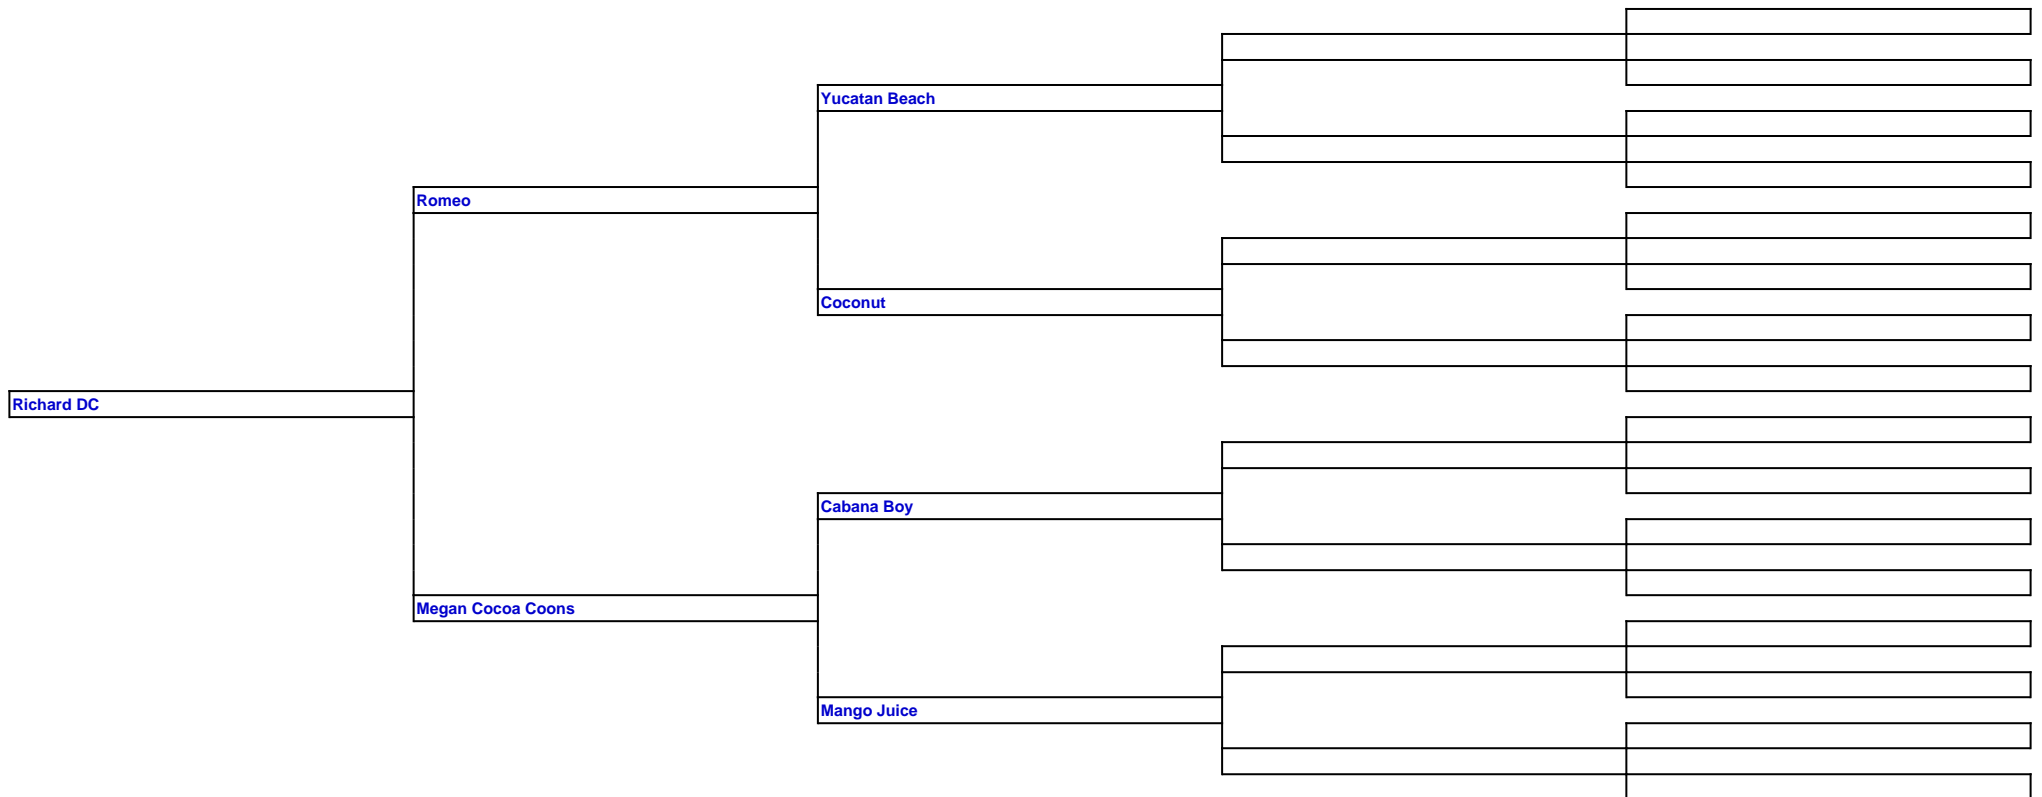 Yucatan Beach
Romeo
Coconut
Richard DC
Cabana Boy
Megan Cocoa Coons
Mango Juice